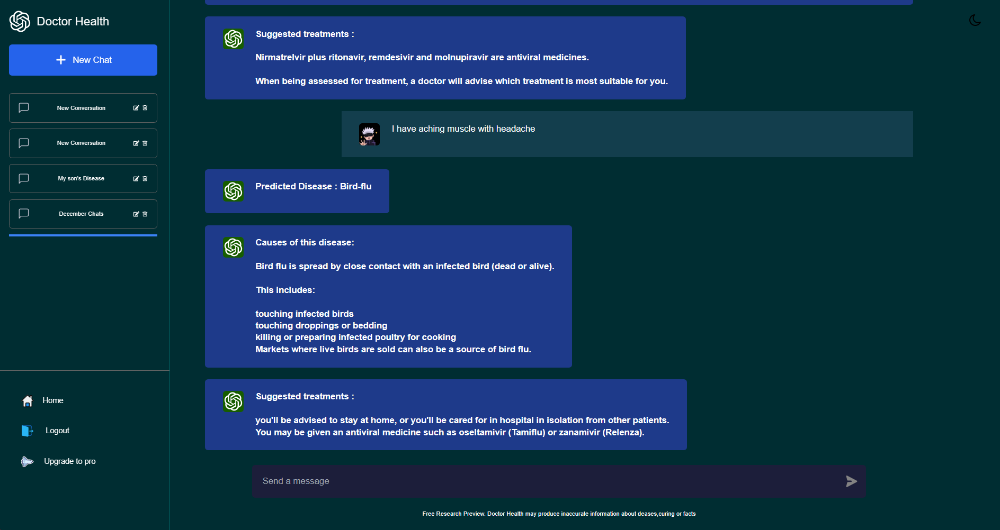 Doctor Health
New Chat
New Conversation
New Conversation
My son's Disease
December Chats
Home
Logout
Upgrade to pro
Suggested treatments :
Nirmatrelvir plus ritonavir, remdesivir and molnupiravir are antiviral medicines.
When being assessed for treatment, a doctor will advise which treatment is most suitable for you.
I have aching muscle with headache
Predicted Disease : Bird-flu
Causes of this disease:
Bird flu is spread by close contact with an infected bird (dead or alive).
This includes:
touching infected birds
touching droppings or bedding
killing or preparing infected poultry for cooking
Markets where live birds are sold can also be a source of bird flu.
Suggested treatments :
you'll be advised to stay at home, or you'll be cared for in hospital in isolation from other patients.
You may be given an antiviral medicine such as oseltamivir (Tamiflu) or zanamivir (Relenza).
Send a message
Free Research Preview. Doctor Health may produce inaccurate information about deases,curing or facts